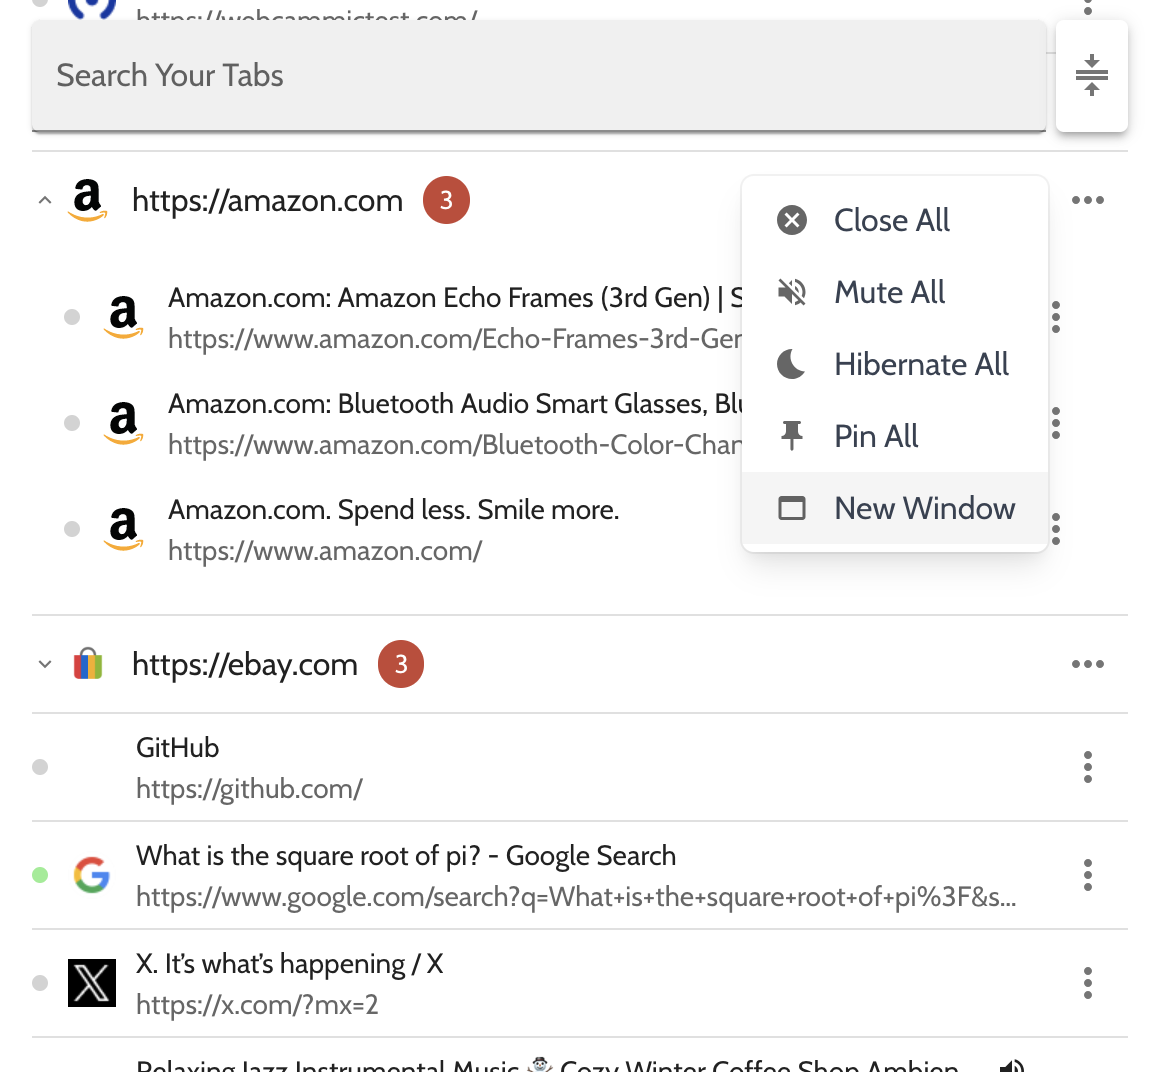 https://webcammictest.com/
Search Your Tabs
https://amazon.com 3
Close All
Mute All
Hibernate All
Pin All
New Window
Amazon.com: Amazon Echo Frames (3rd Gen) | S
https://www.amazon.com/Echo-Frames-3rd-Ger
Amazon.com: Bluetooth Audio Smart Glasses, Blu
https://www.amazon.com/Bluetooth-Color-Chan
Amazon.com. Spend less. Smile more.
https://www.amazon.com/
https://ebay.com 3
GitHub
https://github.com/
What is the square root of pi? - Google Search
https://www.google.com/search?q=What+is+the+square+root+of+pi%3F&s...
X. It's what's happening / X
https://x.com/?mx=2
Relaxing Jazz Instrumental Music ☃️ Cozy Winter Coffee Shop Ambien